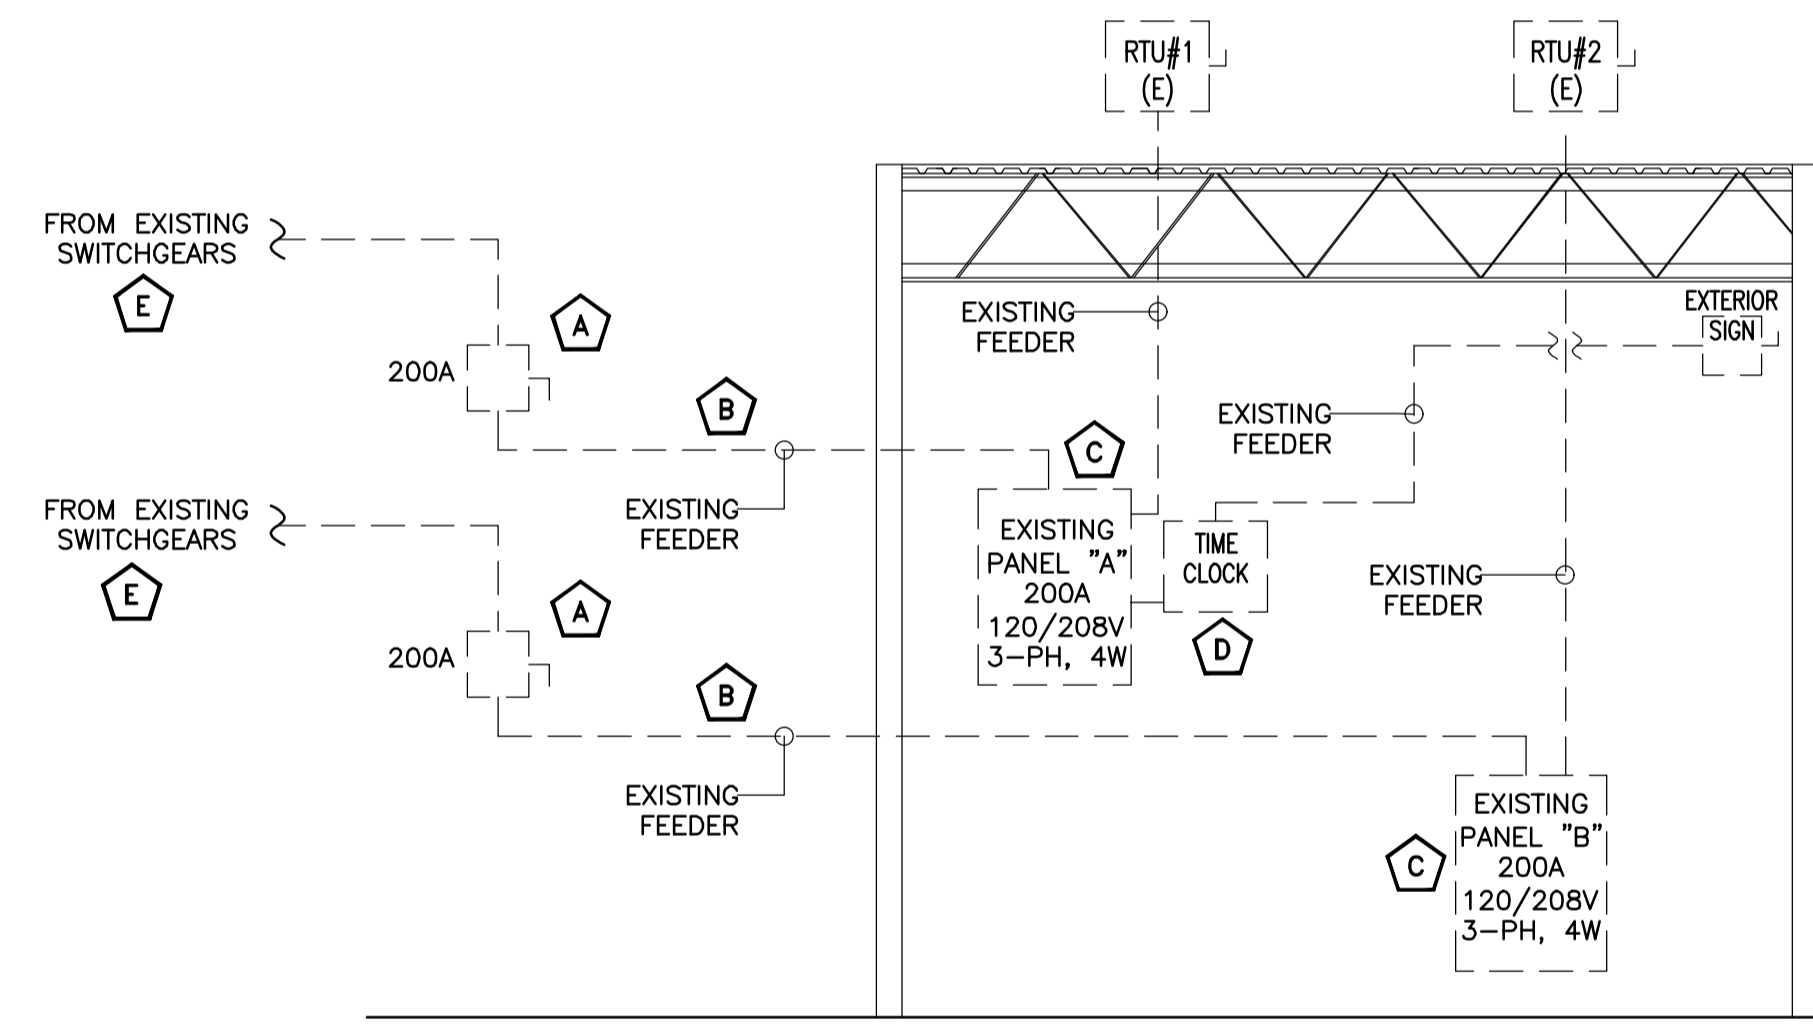 RTU#1
(E)
RTU#2
(E)
FROM EXISTING
SWITCHGEARS
E
A
200A
B
EXISTING
FEEDER
EXISTING
FEEDER
EXTERIOR
SIGN
EXISTING
FEEDER
C
EXISTING
PANEL "A"
200A
120/208V
3-PH, 4W
TIME
CLOCK
D
EXISTING
FEEDER
FROM EXISTING
SWITCHGEARS
E
A
200A
B
EXISTING
FEEDER
C
EXISTING
PANEL "B"
200A
120/208V
3-PH, 4W